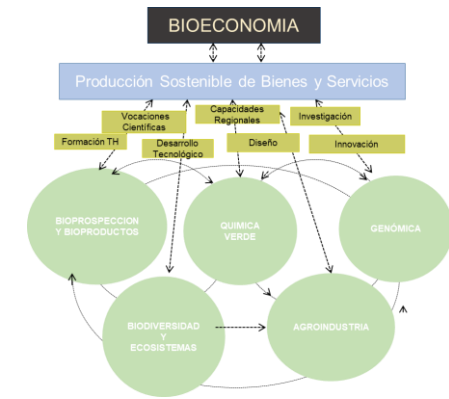 BIOECONOMIA
Producción Sostenible de Bienes y Servicios
Vocaciones
Científicas
Capacidades
Regionales
Investigación
Formación TH
Desarrollo
Tecnológico
Diseño
Innovación
BIOPROSPECCION
Y BIOPRODUCTOS
QUIMICA
VERDE
GENÓMICA
BIODIVERSIDAD
Y
ECOSISTEMAS
AGROINDUSTRIA